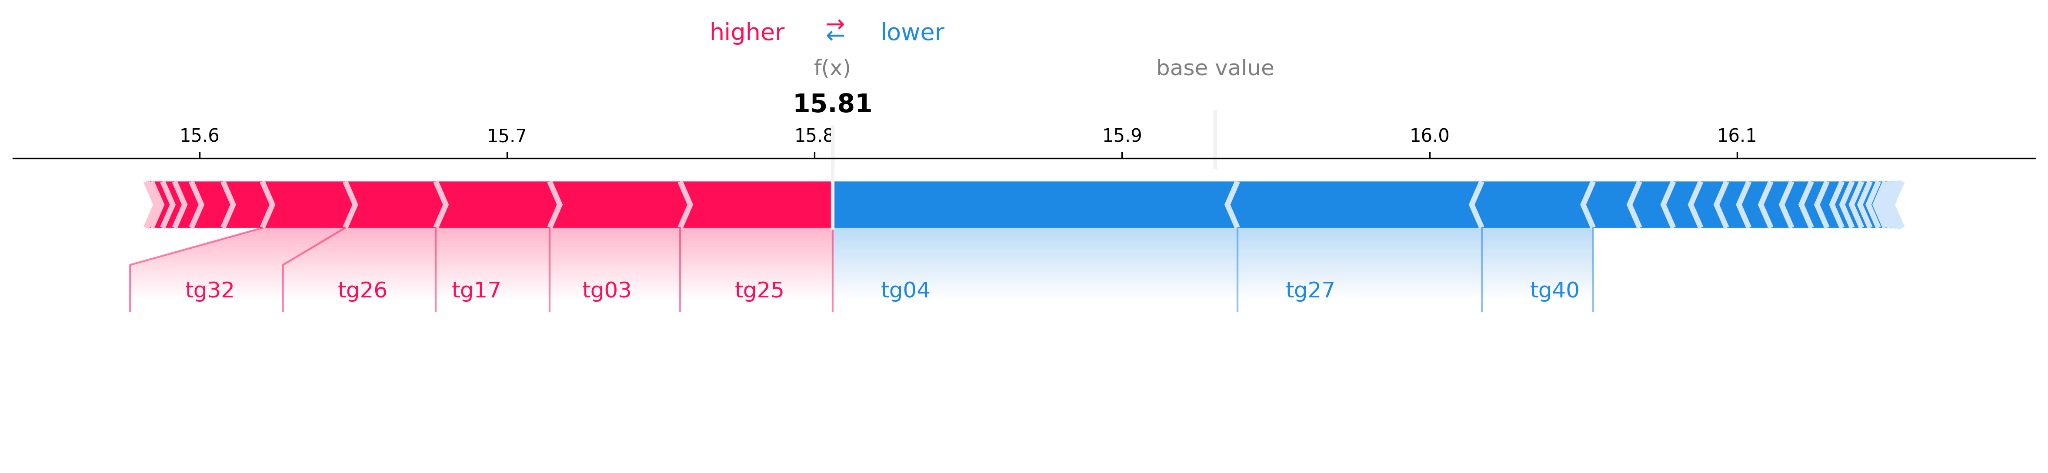 higher ⇄ lower
f(x) base value
15.81
15.6 15.7 15.8 15.9 16.0 16.1
tg32 tg26 tg17 tg03 tg25 tg04 tg27 tg40